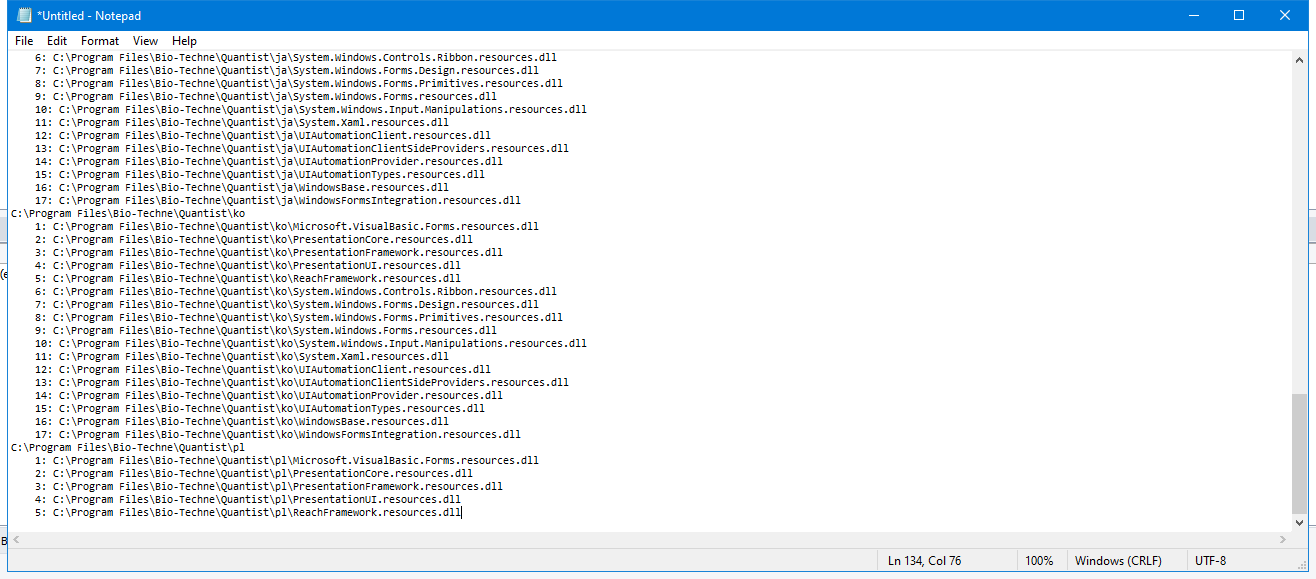 *Untitled - Notepad
File Edit Format View Help
6: C:\Program Files\Bio-Techne\Quantist\ja\System.Windows.Controls.Ribbon.resources.dll
7: C:\Program Files\Bio-Techne\Quantist\ja\System.Windows.Forms.Design.resources.dll
8: C:\Program Files\Bio-Techne\Quantist\ja\System.Windows.Forms.Primitives.resources.dll
9: C:\Program Files\Bio-Techne\Quantist\ja\System.Windows.Forms.resources.dll
10: C:\Program Files\Bio-Techne\Quantist\ja\System.Windows.Input.Manipulations.resources.dll
11: C:\Program Files\Bio-Techne\Quantist\ja\System.Xaml.resources.dll
12: C:\Program Files\Bio-Techne\Quantist\ja\UIAutomationClient.resources.dll
13: C:\Program Files\Bio-Techne\Quantist\ja\UIAutomationClientSideProviders.resources.dll
14: C:\Program Files\Bio-Techne\Quantist\ja\UIAutomationProvider.resources.dll
15: C:\Program Files\Bio-Techne\Quantist\ja\UIAutomationTypes.resources.dll
16: C:\Program Files\Bio-Techne\Quantist\ja\WindowsBase.resources.dll
17: C:\Program Files\Bio-Techne\Quantist\ja\WindowsFormsIntegration.resources.dll
C:\Program Files\Bio-Techne\Quantist\ko
1: C:\Program Files\Bio-Techne\Quantist\ko\Microsoft.VisualBasic.Forms.resources.dll
2: C:\Program Files\Bio-Techne\Quantist\ko\PresentationCore.resources.dll
3: C:\Program Files\Bio-Techne\Quantist\ko\PresentationFramework.resources.dll
4: C:\Program Files\Bio-Techne\Quantist\ko\PresentationUI.resources.dll
5: C:\Program Files\Bio-Techne\Quantist\ko\ReachFramework.resources.dll
6: C:\Program Files\Bio-Techne\Quantist\ko\System.Windows.Controls.Ribbon.resources.dll
7: C:\Program Files\Bio-Techne\Quantist\ko\System.Windows.Forms.Design.resources.dll
8: C:\Program Files\Bio-Techne\Quantist\ko\System.Windows.Forms.Primitives.resources.dll
9: C:\Program Files\Bio-Techne\Quantist\ko\System.Windows.Forms.resources.dll
10: C:\Program Files\Bio-Techne\Quantist\ko\System.Windows.Input.Manipulations.resources.dll
11: C:\Program Files\Bio-Techne\Quantist\ko\System.Xaml.resources.dll
12: C:\Program Files\Bio-Techne\Quantist\ko\UIAutomationClient.resources.dll
13: C:\Program Files\Bio-Techne\Quantist\ko\UIAutomationClientSideProviders.resources.dll
14: C:\Program Files\Bio-Techne\Quantist\ko\UIAutomationProvider.resources.dll
15: C:\Program Files\Bio-Techne\Quantist\ko\UIAutomationTypes.resources.dll
16: C:\Program Files\Bio-Techne\Quantist\ko\WindowsBase.resources.dll
17: C:\Program Files\Bio-Techne\Quantist\ko\WindowsFormsIntegration.resources.dll
C:\Program Files\Bio-Techne\Quantist\pl
1: C:\Program Files\Bio-Techne\Quantist\pl\Microsoft.VisualBasic.Forms.resources.dll
2: C:\Program Files\Bio-Techne\Quantist\pl\PresentationCore.resources.dll
3: C:\Program Files\Bio-Techne\Quantist\pl\PresentationFramework.resources.dll
4: C:\Program Files\Bio-Techne\Quantist\pl\PresentationUI.resources.dll
5: C:\Program Files\Bio-Techne\Quantist\pl\ReachFramework.resources.dll
Ln 134, Col 76 100% Windows (CRLF) UTF-8